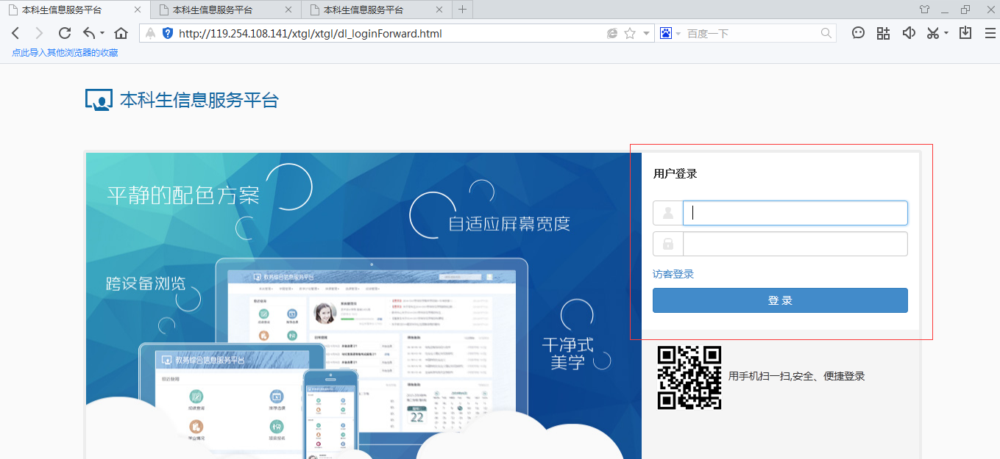 本科生信息服务平台
本科生信息服务平台
本科生信息服务平台
http://119.254.108.141/xtgl/xtgl/dl_loginForward.html
百度一下
点此导入其他浏览器的收藏
本科生信息服务平台
平静的配色方案
自适应屏幕宽度
跨设备浏览
干净式
美学
教务综合信息服务平台
教务综合信息服务平台
22
用户登录
访客登录
登 录
用手机扫一扫,安全、便捷登录